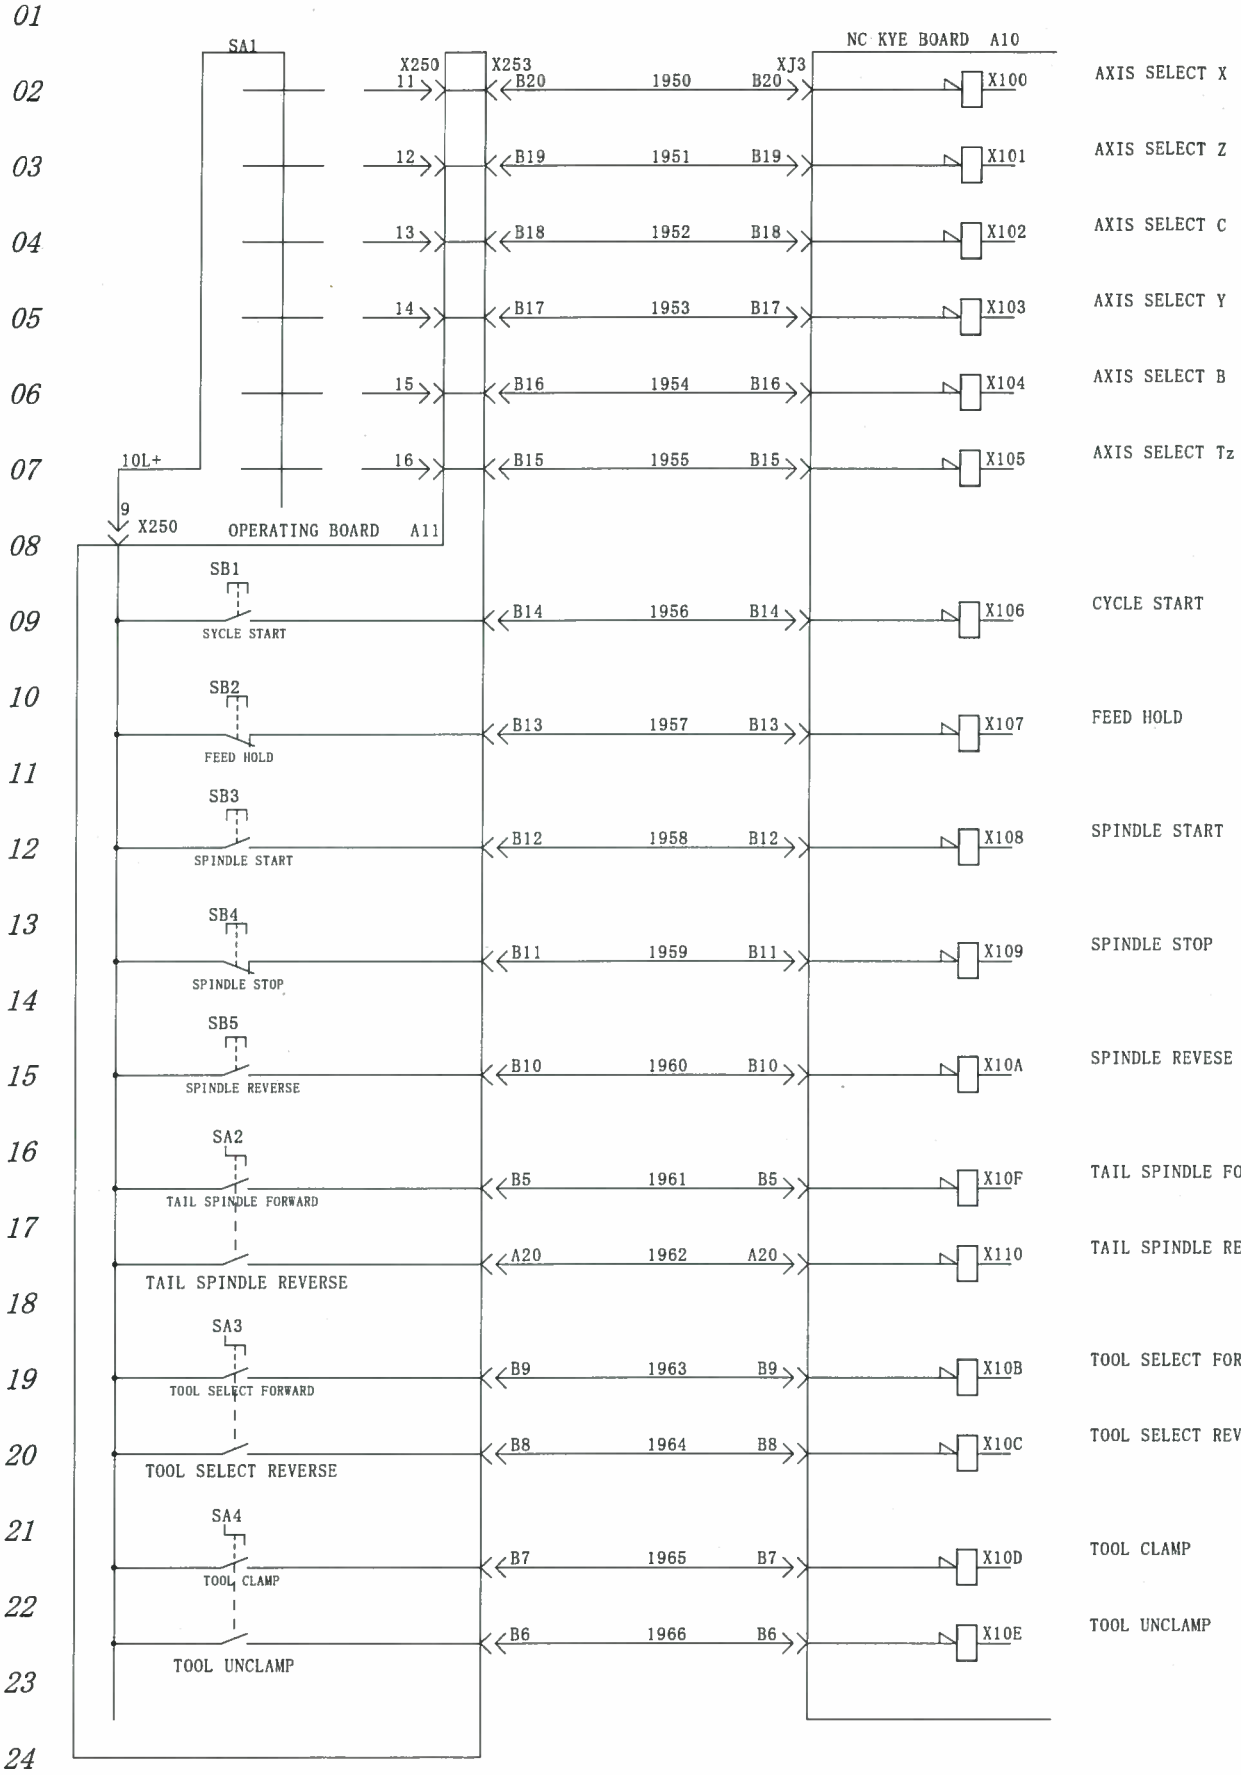 01
NC KYE BOARD A10
SA1
X250 X253 XJ3
02 11 B20 1950 B20 X100 AXIS SELECT X
03 12 B19 1951 B19 X101 AXIS SELECT Z
04 13 B18 1952 B18 X102 AXIS SELECT C
05 14 B17 1953 B17 X103 AXIS SELECT Y
06 15 B16 1954 B16 X104 AXIS SELECT B
07 10L+ 16 B15 1955 B15 X105 AXIS SELECT Tz
9
X250 OPERATING BOARD A11
08
SB1
09 B14 1956 B14 X106 CYCLE START
SYCLE START
10 SB2
B13 1957 B13 X107 FEED HOLD
FEED HOLD
11
SB3
12 B12 1958 B12 X108 SPINDLE START
SPINDLE START
13 SB4
B11 1959 B11 X109 SPINDLE STOP
SPINDLE STOP
14
SB5
15 B10 1960 B10 X10A SPINDLE REVESE
SPINDLE REVERSE
16 SA2
B5 1961 B5 X10F TAIL SPINDLE FO
TAIL SPINDLE FORWARD
17
A20 1962 A20 X110 TAIL SPINDLE RE
TAIL SPINDLE REVERSE
18
SA3
19 B9 1963 B9 X10B TOOL SELECT FOR
TOOL SELECT FORWARD
20 B8 1964 B8 X10C TOOL SELECT REV
TOOL SELECT REVERSE
21 SA4
B7 1965 B7 X10D TOOL CLAMP
TOOL CLAMP
22
B6 1966 B6 X10E TOOL UNCLAMP
TOOL UNCLAMP
23
24